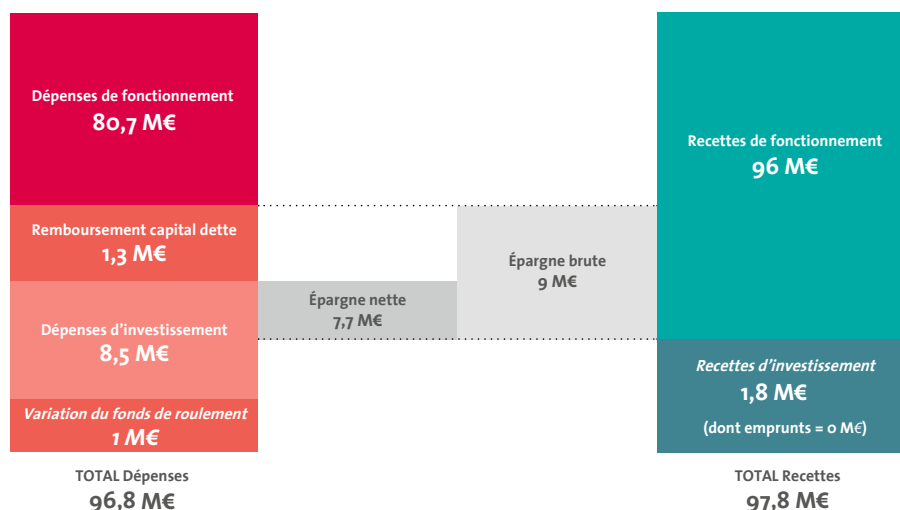 Dépenses de fonctionnement
80,7 M€
Remboursement capital dette
1,3 M€
Dépenses d'investissement
8,5 M€
Variation du fonds de roulement
1 M€
TOTAL Dépenses
96,8 M€
Épargne nette
7,7 M€
Épargne brute
9 M€
Recettes de fonctionnement
96 M€
Recettes d'investissement
1,8 M€
(dont emprunts = 0 M€)
TOTAL Recettes
97,8 M€